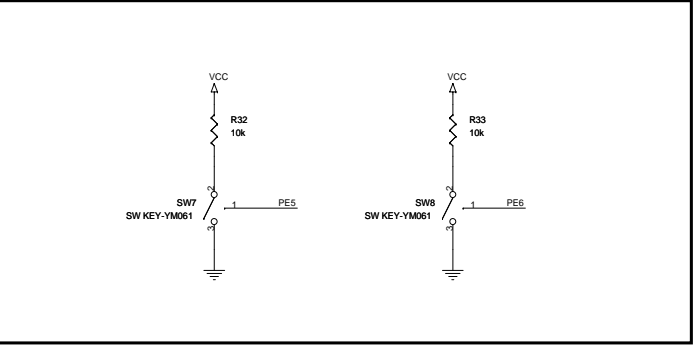 VCC
R32
10k
2
SW7
SW KEY-YM061
1
PE5
3
VCC
R33
10k
2
SW8
SW KEY-YM061
1
PE6
3